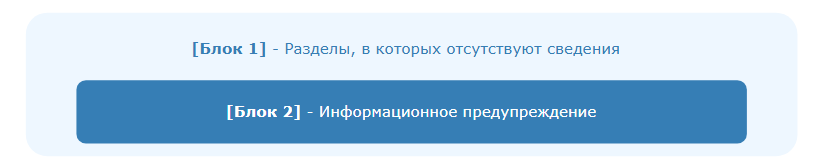 [Блок 1] - Разделы, в которых отсутствуют сведения
[Блок 2] - Информационное предупреждение